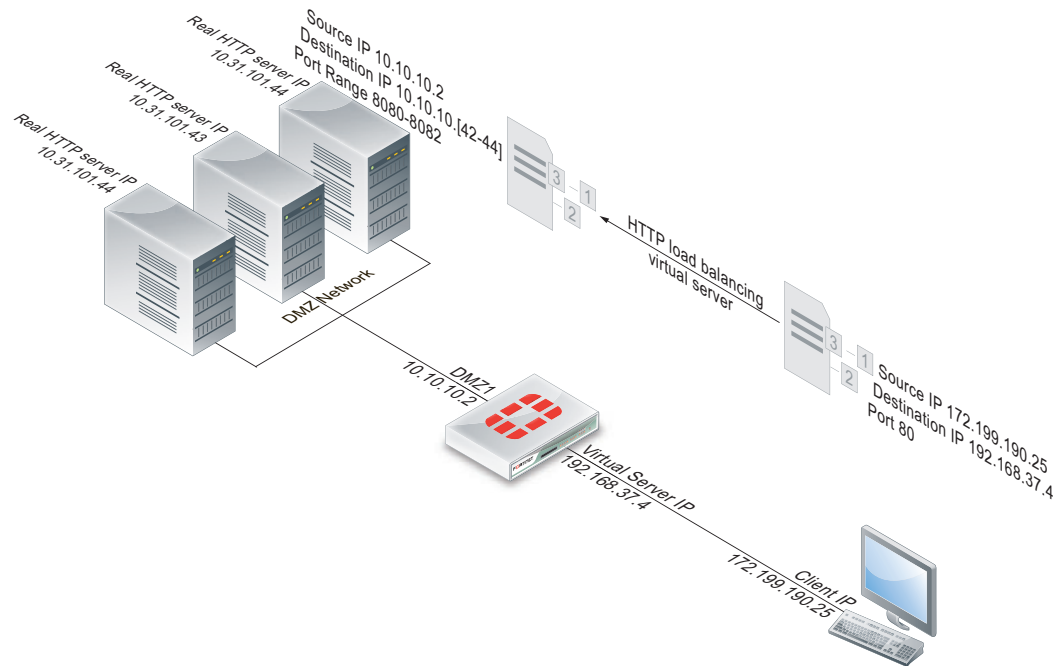 Source IP 10.10.10.2
Destination IP 10.10.10.[42-44]
Port Range 8080-8082
Real HTTP server IP
10.31.101.44
Real HTTP server IP
10.31.101.43
Real HTTP server IP
10.31.101.44
3
1
2
HTTP load balancing
virtual server
3
1
2
Source IP 172.199.190.25
Destination IP 192.168.37.4
Port 80
DMZ Network
DMZ1
10.10.10.2
FORTINET
Virtual Server IP
192.168.37.4
Client IP
172.199.190.25